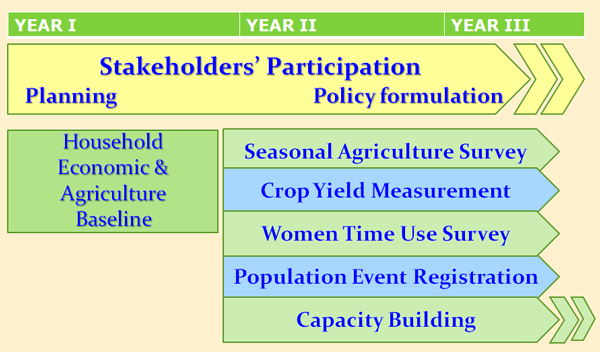 YEAR I YEAR II YEAR III
Stakeholders’ Participation
Planning Policy formulation
Household
Economic &
Agriculture
Baseline
Seasonal Agriculture Survey
Crop Yield Measurement
Women Time Use Survey
Population Event Registration
Capacity Building